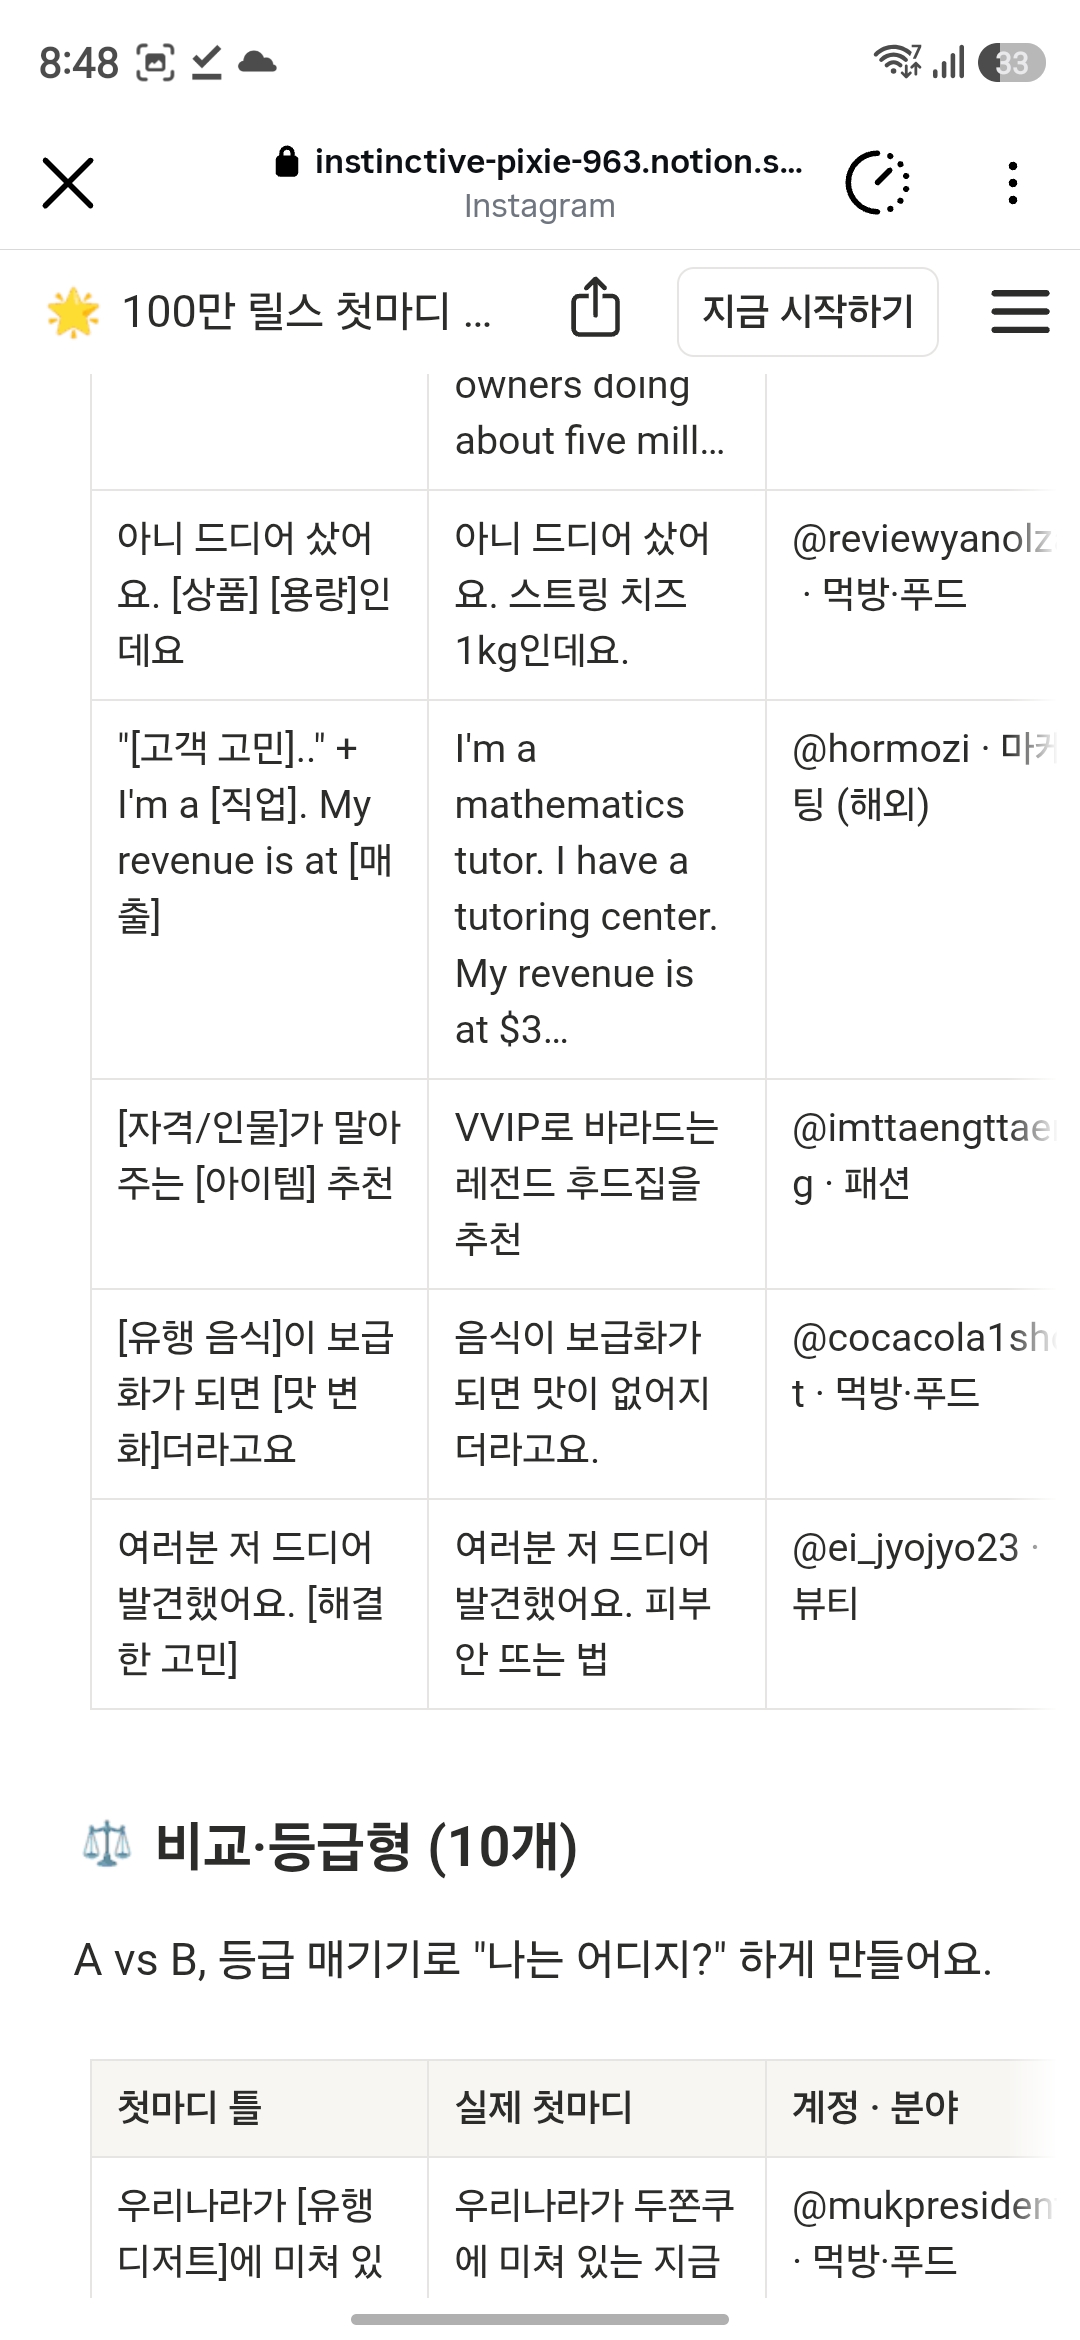 8:48
7
33
instinctive-pixie-963.notion.s...
Instagram
100만 릴스 첫마디 ...
지금 시작하기
owners doing
about five mill...
아니 드디어 샀어
요. [상품] [용량]인
데요
아니 드디어 샀어
요. 스트링 치즈
1kg인데요.
@reviewyanolz
· 먹방·푸드
"[고객 고민].." +
I'm a [직업]. My
revenue is at [매
출]
I'm a
mathematics
tutor. I have a
tutoring center.
My revenue is
at $3...
@hormozi · 마케
팅 (해외)
[자격/인물]가 말아
주는 [아이템] 추천
VVIP로 바라드는
레전드 후드집을
추천
@imttaengttae
g · 패션
[유행 음식]이 보급
화가 되면 [맛 변
화]더라고요
음식이 보급화가
되면 맛이 없어지
더라고요.
@cocacola1sho
t · 먹방·푸드
여러분 저 드디어
발견했어요. [해결
한 고민]
여러분 저 드디어
발견했어요. 피부
안 뜨는 법
@ei_jyojyo23 ·
뷰티
비교·등급형 (10개)
A vs B, 등급 매기기로 "나는 어디지?" 하게 만들어요.
첫마디 틀
실제 첫마디
계정 · 분야
우리나라가 [유행
디저트]에 미쳐 있
우리나라가 두쫀쿠
에 미쳐 있는 지금
@mukpresiden
· 먹방·푸드